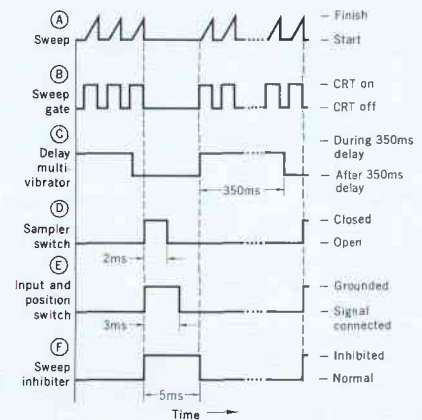 A
Sweep
Finish
Start
B
Sweep
gate
CRT on
CRT off
C
Delay
multi
vibrator
During 350ms
delay
After 350ms
delay
350ms
D
Sampler
switch
Closed
Open
2ms
E
Input and
position
switch
Grounded
Signal
connected
3ms
F
Sweep
inhibiter
Inhibited
Normal
5ms
Time